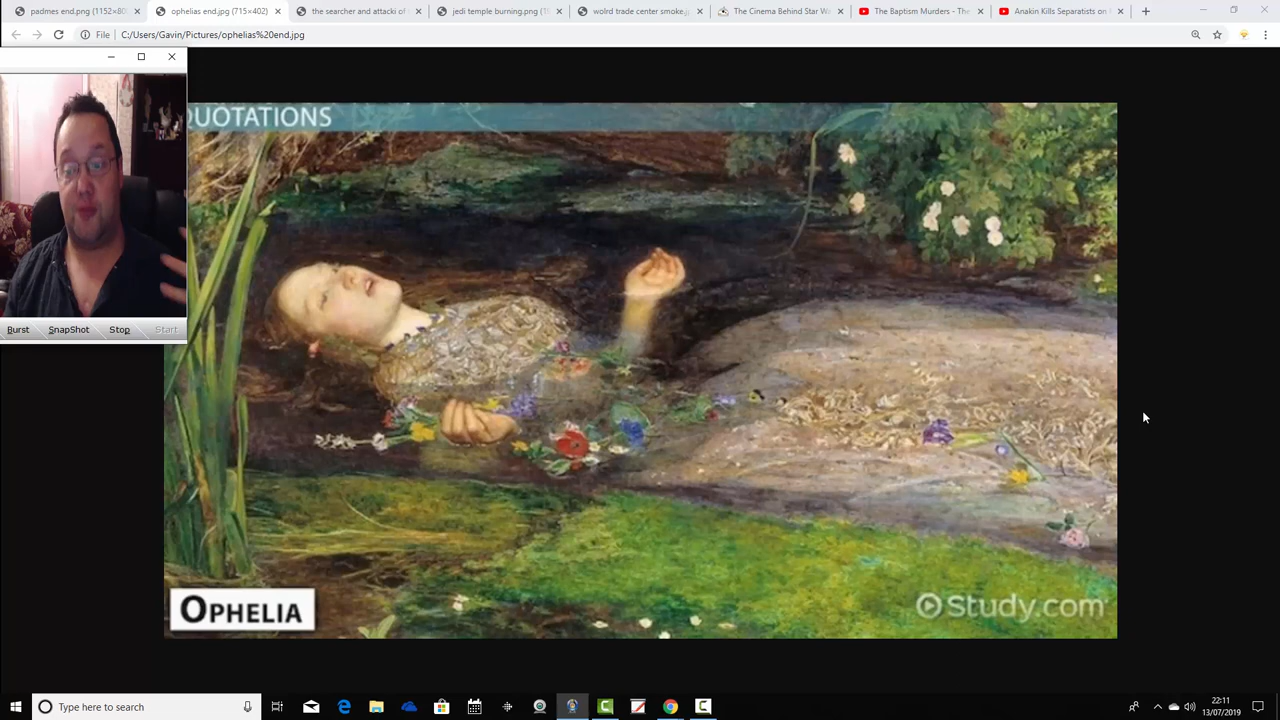 padmes end.png (1152×80
ophelias end.jpg (715×402)
the searcher and attacki of
jedi temple burning.png (10
wolrd trade center smoke.j
The Cinema Behind Star W
The Baptism Murders - The
Anakin Kills Separatists on
File
C:/Users/Gavin/Pictures/ophelias%20end.jpg
UOTATIONS
Burst
SnapShot
Stop
Start
OPHELIA
Study.com
Type here to search
22:11
13/07/2019